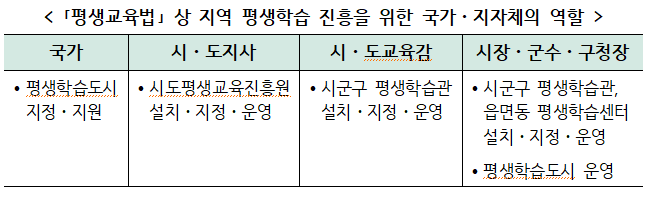 < 「평생교육법」 상 지역 평생학습 진흥을 위한 국가·지자체의 역할 >
국가
시·도지사
시·도교육감
시장·군수·구청장
• 평생학습도시
지정·지원
• 시도평생교육진흥원
설치·지정·운영
• 시군구 평생학습관
설치·지정·운영
• 시군구 평생학습관,
읍면동 평생학습센터
설치·지정·운영
• 평생학습도시 운영